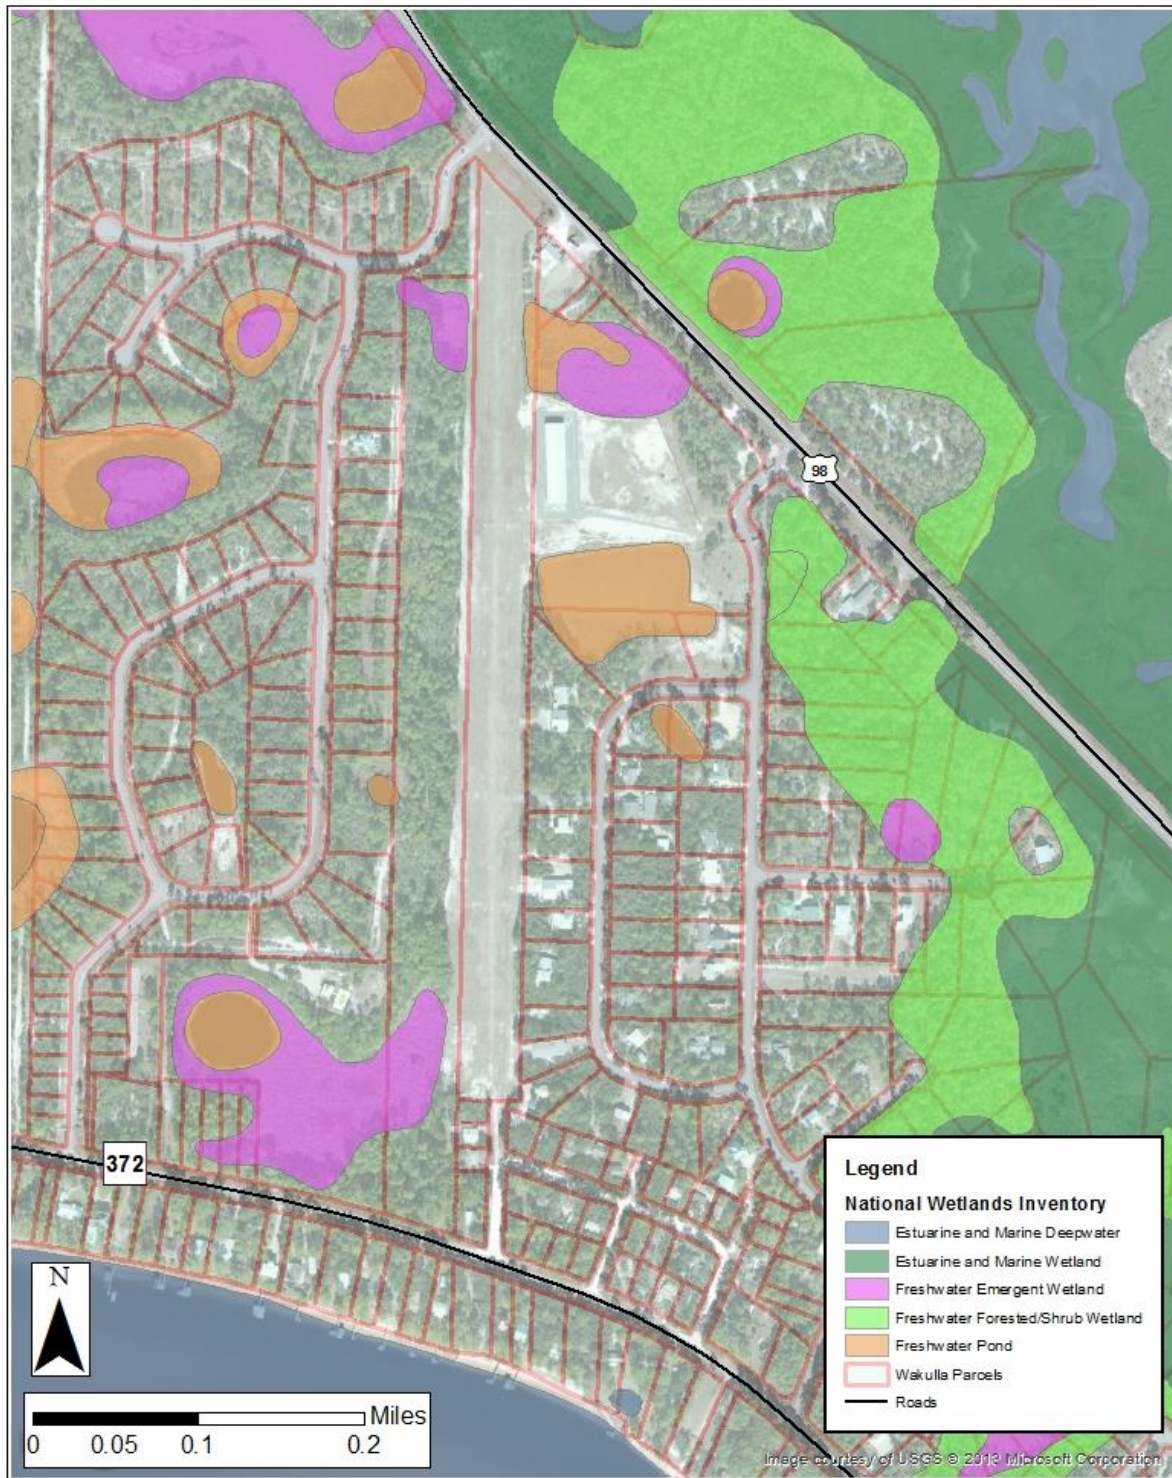 98
372
N
Miles
0 0.05 0.1 0.2
Legend
National Wetlands Inventory
Estuarine and Marine Deepwater
Estuarine and Marine Wetland
Freshwater Emergent Wetland
Freshwater Forested/Shrub Wetland
Freshwater Pond
Wakulla Parcels
Roads
Image courtesy of USGS © 2013 Microsoft Corporation